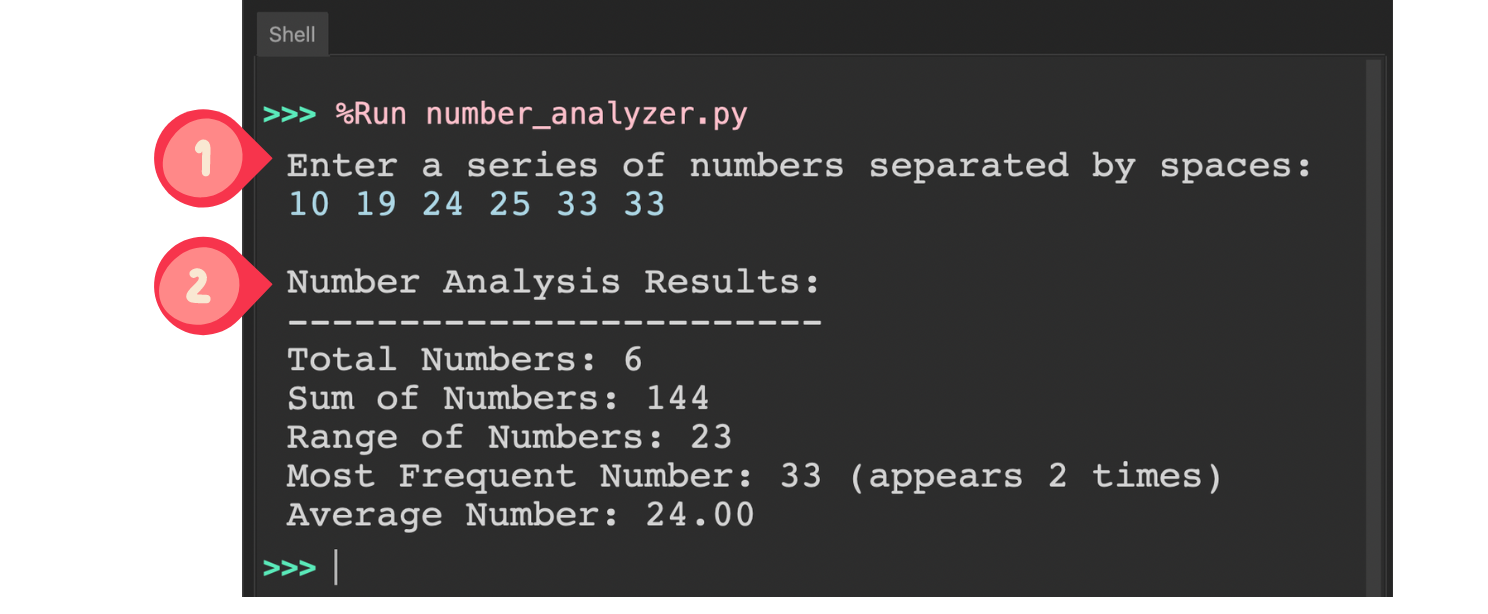 Shell
>>> %Run number_analyzer.py
1
Enter a series of numbers separated by spaces:
10 19 24 25 33 33
2
Number Analysis Results:
------------------------
Total Numbers: 6
Sum of Numbers: 144
Range of Numbers: 23
Most Frequent Number: 33 (appears 2 times)
Average Number: 24.00
>>>